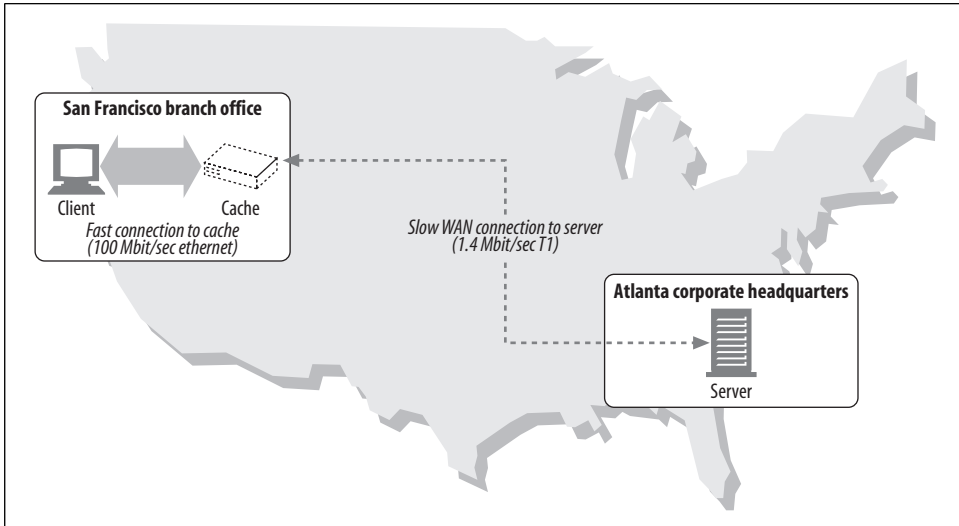 San Francisco branch office
Client
Cache
Fast connection to cache
(100 Mbit/sec ethernet)
Slow WAN connection to server
(1.4 Mbit/sec T1)
Atlanta corporate headquarters
Server